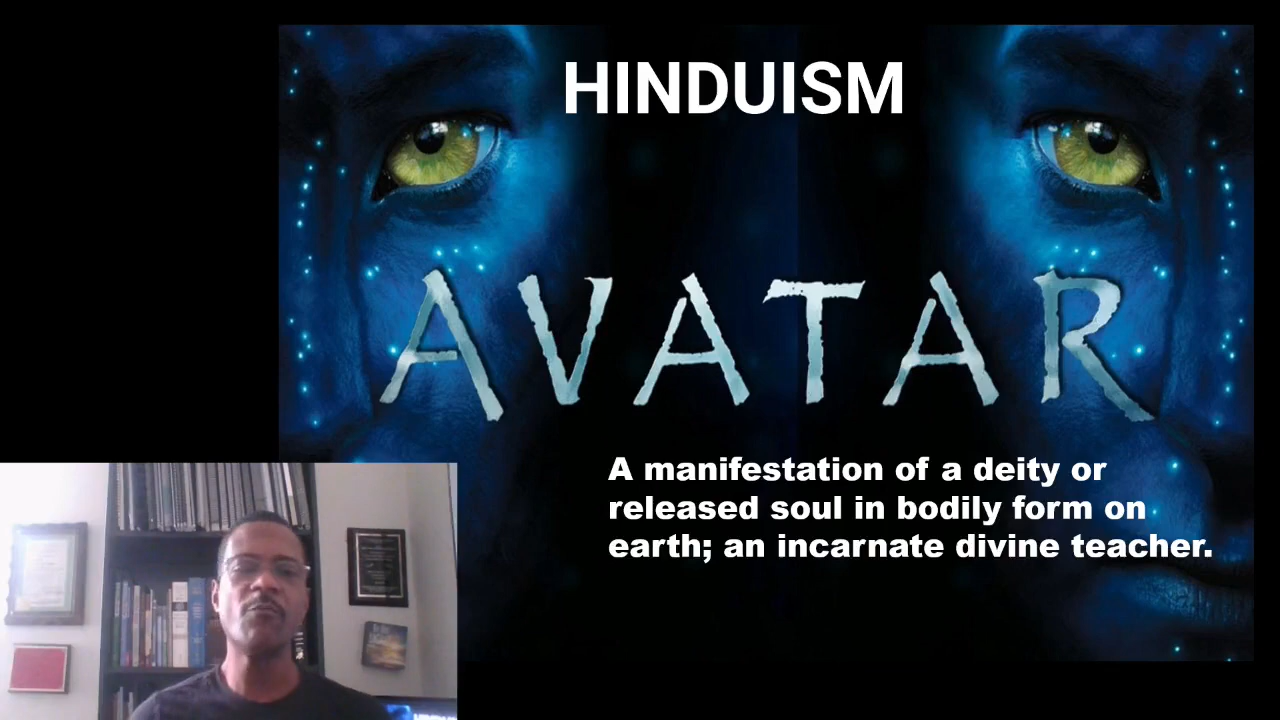 HINDUISM
AVATAR
A manifestation of a deity or
released soul in bodily form on
earth; an incarnate divine teacher.